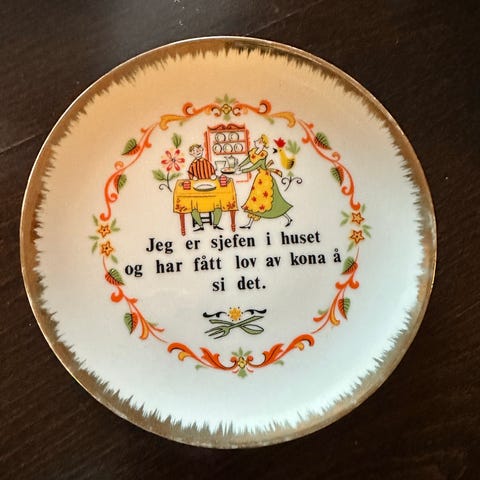 Jeg er sjefen i huset
og har fått lov av kona å
si det.